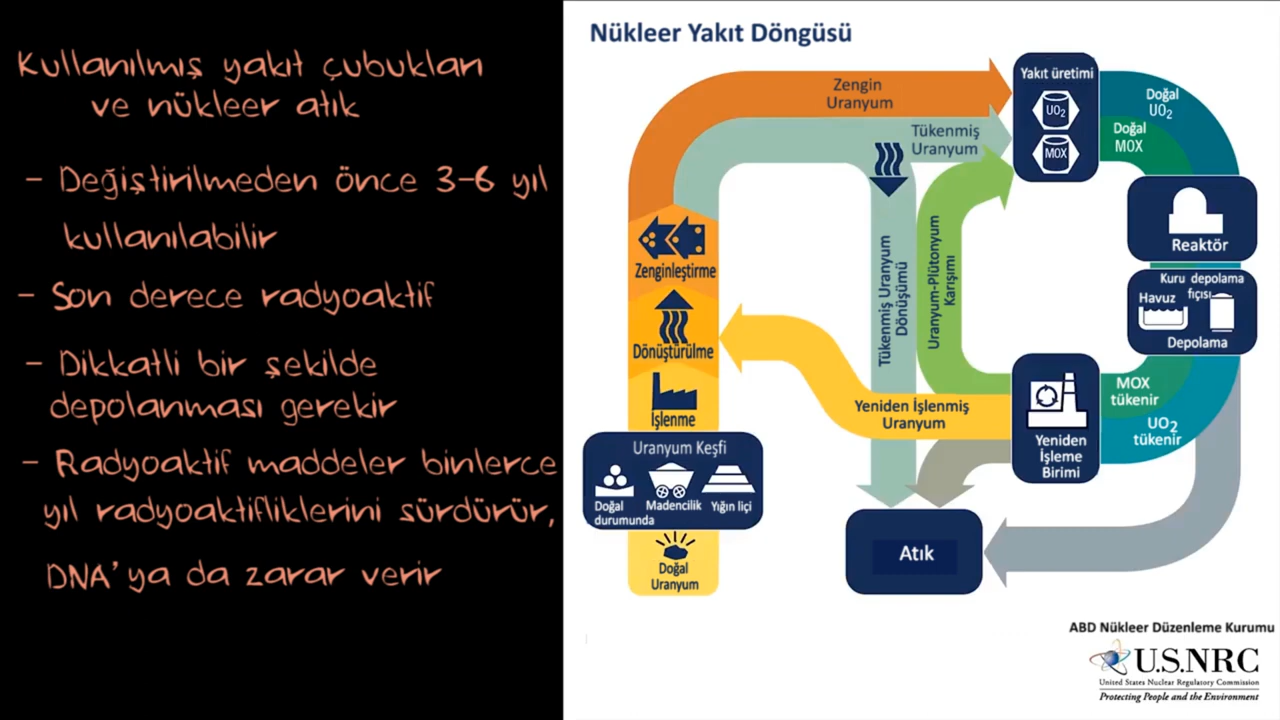 Kullanılmış yakıt çubukları
ve nükleer atık
- Değiştirilmeden önce 3-6 yıl
kullanılabilir
- Son derece radyoaktif
- Dikkatli bir şekilde
depolanması gerekir
- Radyoaktif maddeler binlerce
yıl radyoaktifliklerini sürdürür,
DNA'ya da zarar verir
Nükleer Yakıt Döngüsü
Zengin
Uranyum
Tükenmiş
Uranyum
Yakıt üretimi
UO2
MOX
Doğal
UO2
Doğal
MOX
Reaktör
Kuru depolama
fıçısı
Havuz
Depolama
MOX
tükenir
UO2
tükenir
Yeniden
İşleme
Birimi
Uranyum-Plütonyum
Karışımı
Tükenmiş Uranyum
Dönüşümü
Yeniden İşlenmiş
Uranyum
Zenginleştirme
Dönüştürülme
İşlenme
Uranyum Keşfi
Doğal
durumunda
Madencilik
Yığın liçi
Doğal
Uranyum
Atık
ABD Nükleer Düzenleme Kurumu
U.S.NRC
United States Nuclear Regulatory Commission
Protecting People and the Environment